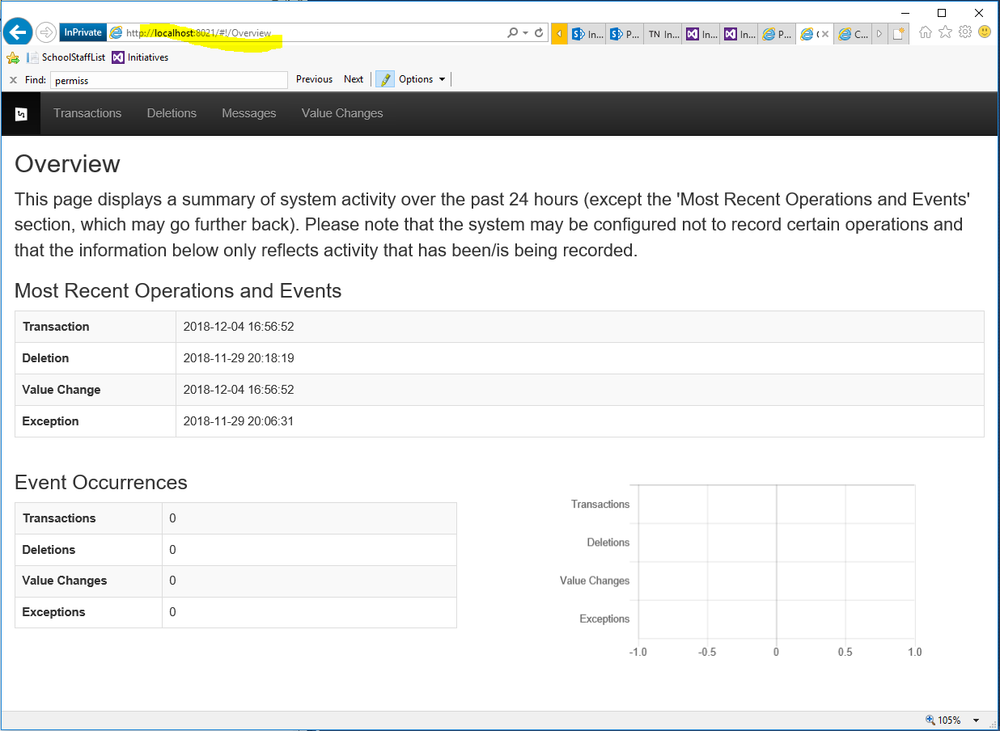 InPrivate http://localhost:8021/#!/Overview In... P... TN In... In... In... P... ( C...
SchoolStaffList Initiatives
Find: permiss Previous Next Options
Transactions Deletions Messages Value Changes
Overview
This page displays a summary of system activity over the past 24 hours (except the 'Most Recent Operations and Events'
section, which may go further back). Please note that the system may be configured not to record certain operations and
that the information below only reflects activity that has been/is being recorded.
Most Recent Operations and Events
Transaction 2018-12-04 16:56:52
Deletion 2018-11-29 20:18:19
Value Change 2018-12-04 16:56:52
Exception 2018-11-29 20:06:31
Event Occurrences
Transactions 0
Deletions 0
Value Changes 0
Exceptions 0
Transactions
Deletions
Value Changes
Exceptions
-1.0 -0.5 0 0.5 1.0
105%